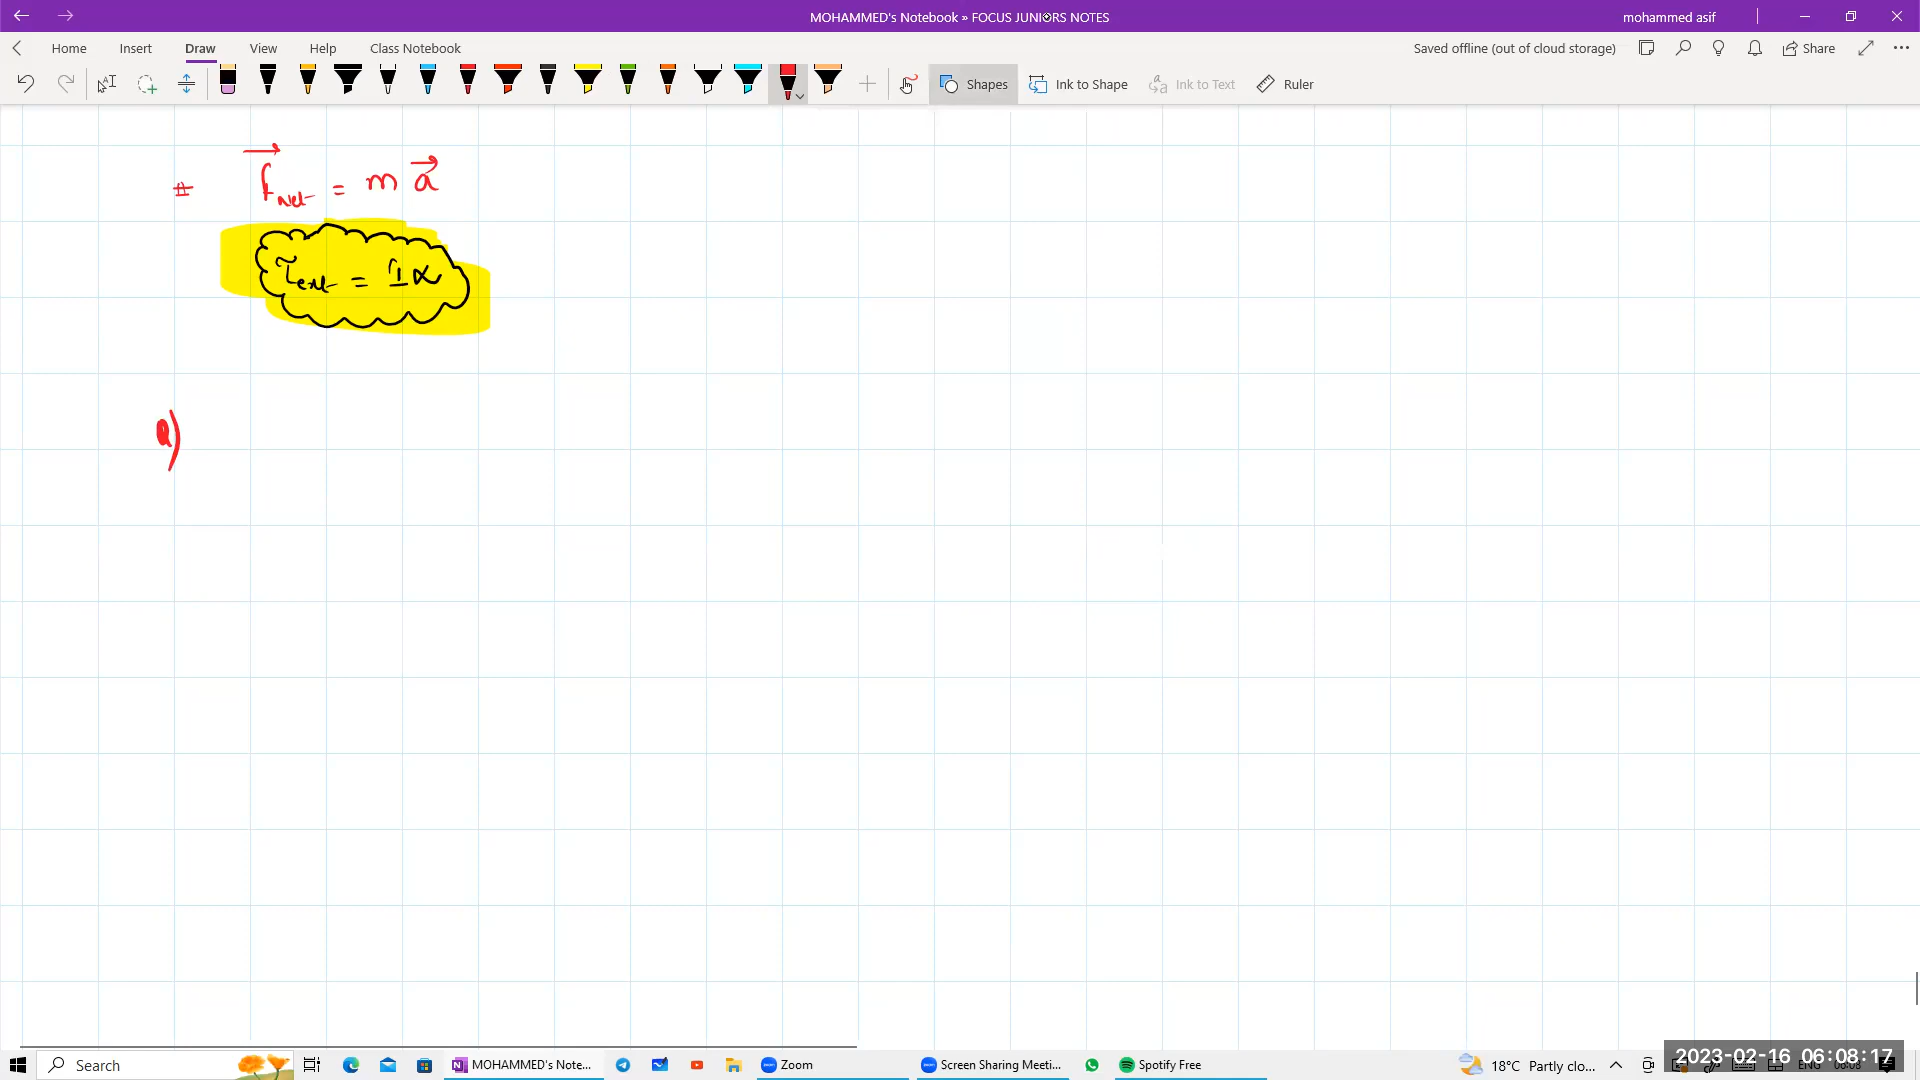 MOHAMMED's Notebook » FOCUS JUNIORS NOTES
mohammed asif
Home Insert Draw View Help Class Notebook
Saved offline (out of cloud storage)
Share
Shapes
Ink to Shape
Ink to Text
Ruler
# f⃗ₙₑₜ = m a⃗
τₑₓₜ = Iα
Q)
Search
MOHAMMED's Note...
Zoom
Screen Sharing Meeti...
Spotify Free
18°C Partly clo...
2023-02-16 06:08:17